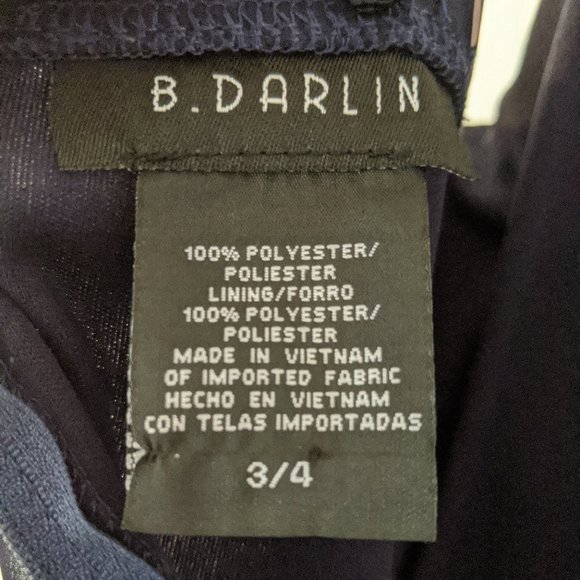 B.DARLIN
100% POLYESTER/
POLIESTER
LINING/FORRO
100% POLYESTER/
POLIESTER
MADE IN VIETNAM
OF IMPORTED FABRIC
HECHO EN VIETNAM
CON TELAS IMPORTADAS
3/4